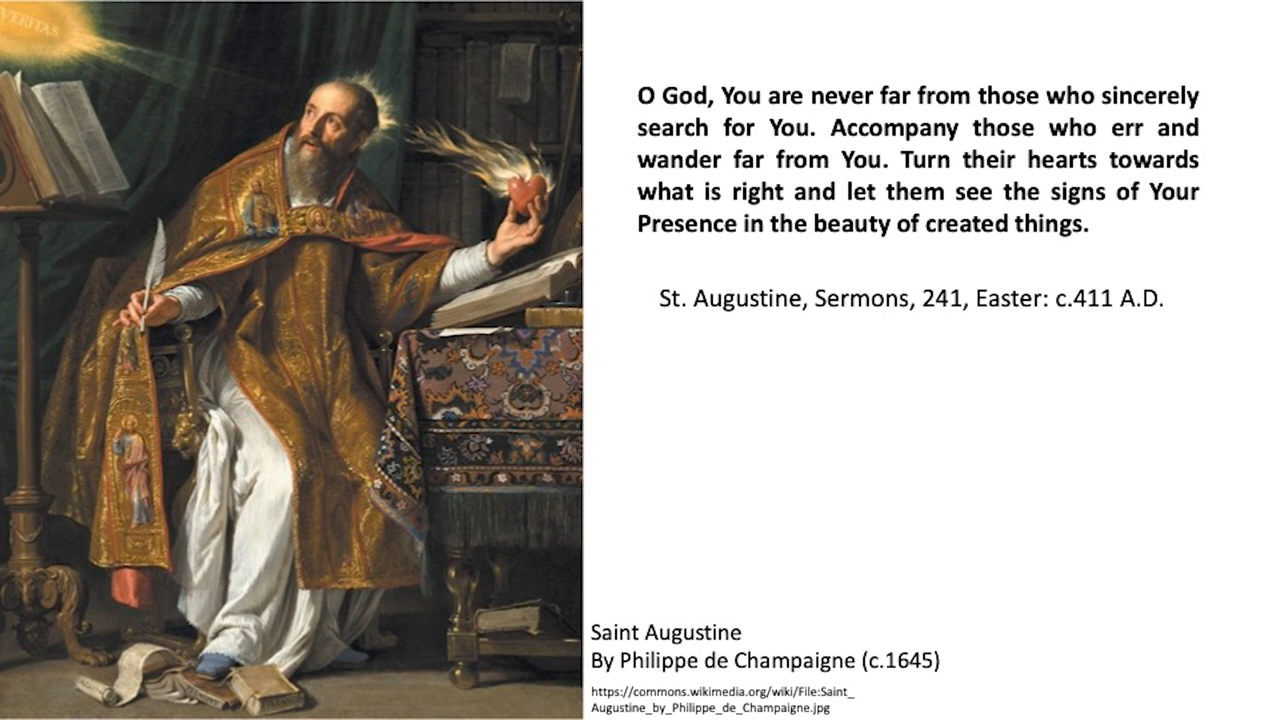 VERITAS
O God, You are never far from those who sincerely
search for You. Accompany those who err and
wander far from You. Turn their hearts towards
what is right and let them see the signs of Your
Presence in the beauty of created things.
St. Augustine, Sermons, 241, Easter: c.411 A.D.
Saint Augustine
By Philippe de Champaigne (c.1645)
https://commons.wikimedia.org/wiki/File:Saint_
Augustine_by_Philippe_de_Champaigne.jpg